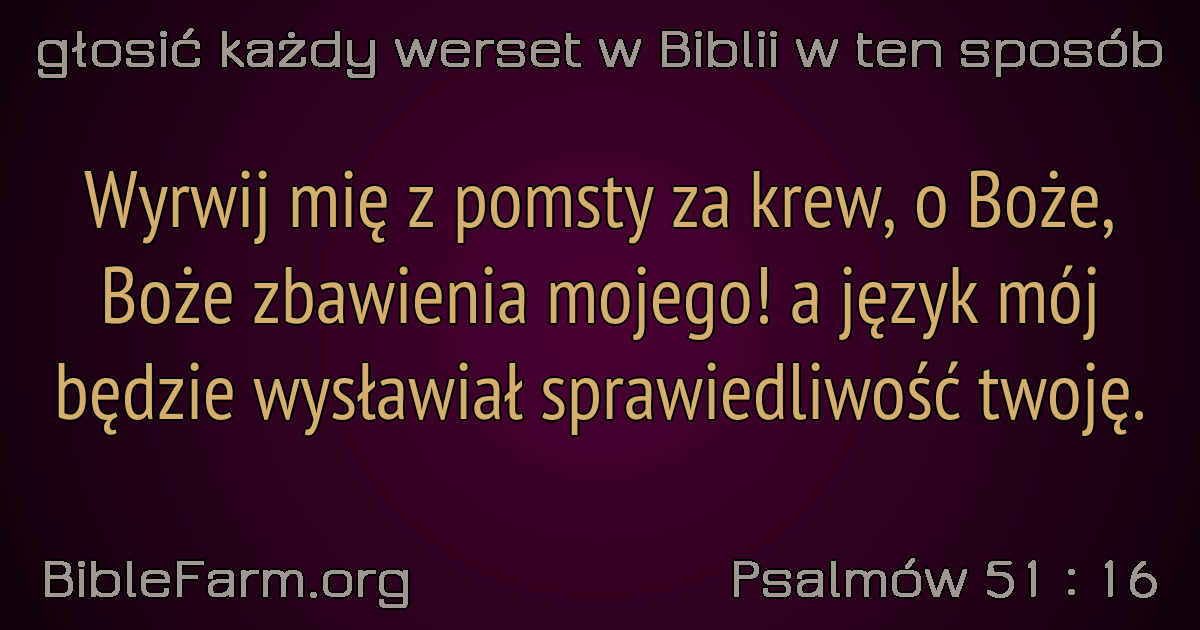 głosić każdy werset w Biblii w ten sposób
Wyrwij mię z pomsty za krew, o Boże,
Boże zbawienia mojego! a język mój
będzie wysławiał sprawiedliwość twoję.
BibleFarm.org
Psalmów 51 : 16